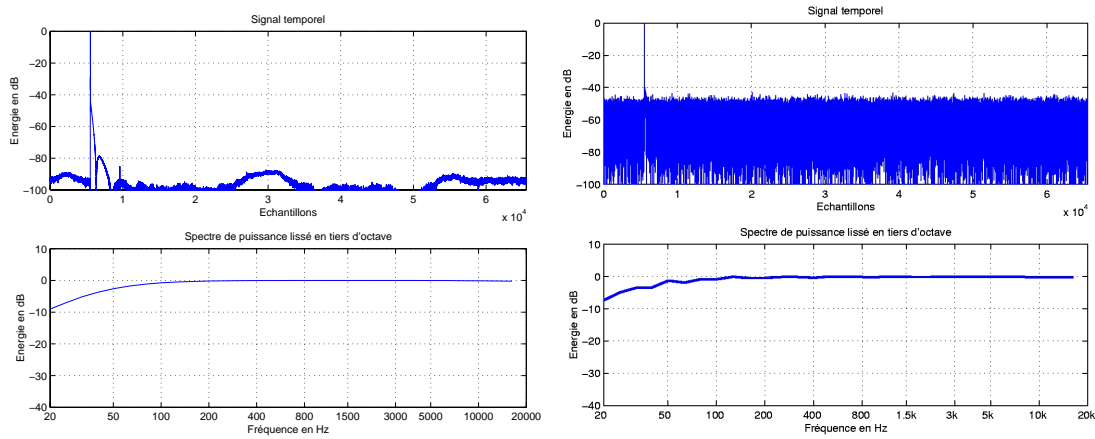 Signal temporel
Energie en dB
0
−20
−40
−60
−80
−100
0 1 2 3 4 5 6
Echantillons
x 10^4
Spectre de puissance lissé en tiers d'octave
Energie en dB
10
0
−10
−20
−30
−40
20 50 100 200 400 800 1500 3000 5000 10000 20000
Fréquence en Hz
Signal temporel
Energie en dB
0
−20
−40
−60
−80
−100
0 1 2 3 4 5 6
Echantillons
x 10^4
Spectre de puissance lissé en tiers d'octave
Energie en dB
10
0
−10
−20
−30
−40
20 50 100 200 400 800 1.5k 3k 5k 10k 20k
Fréquence en Hz